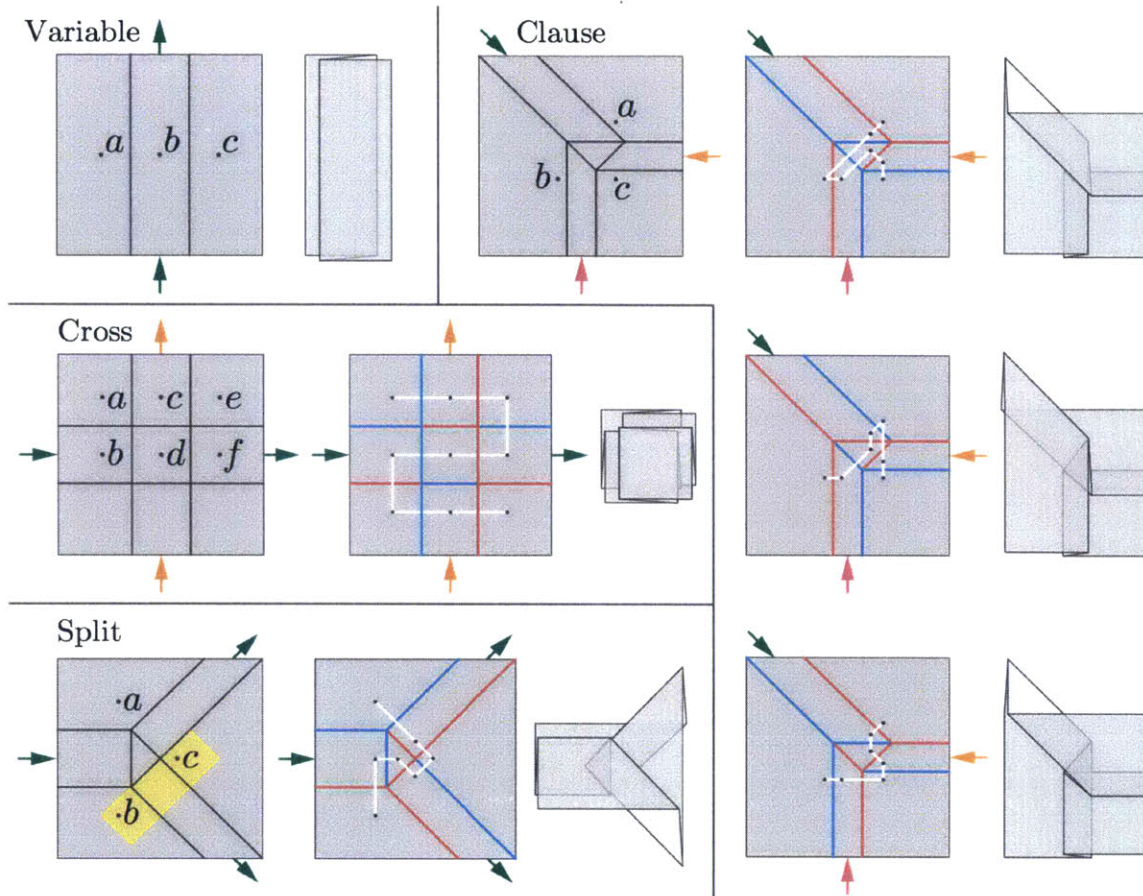 Variable
a b c
Clause
a
b
c
Cross
a c e
b d f
Split
a
c
b